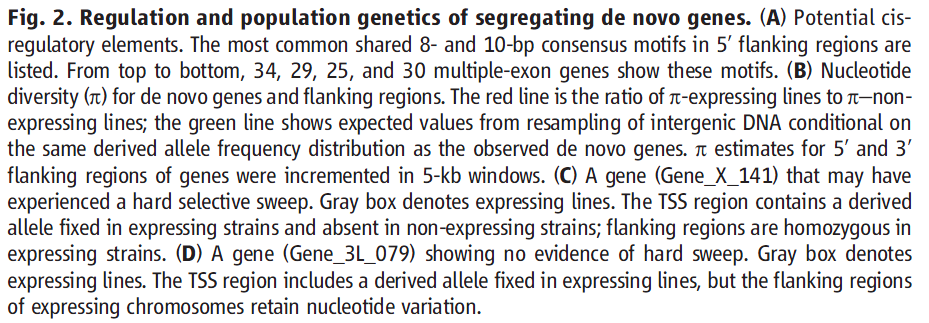 Fig. 2. Regulation and population genetics of segregating de novo genes. (A) Potential cis-
regulatory elements. The most common shared 8- and 10-bp consensus motifs in 5′ flanking regions are
listed. From top to bottom, 34, 29, 25, and 30 multiple-exon genes show these motifs. (B) Nucleotide
diversity (π) for de novo genes and flanking regions. The red line is the ratio of π-expressing lines to π–non-
expressing lines; the green line shows expected values from resampling of intergenic DNA conditional on
the same derived allele frequency distribution as the observed de novo genes. π estimates for 5′ and 3′
flanking regions of genes were incremented in 5-kb windows. (C) A gene (Gene_X_141) that may have
experienced a hard selective sweep. Gray box denotes expressing lines. The TSS region contains a derived
allele fixed in expressing strains and absent in non-expressing strains; flanking regions are homozygous in
expressing strains. (D) A gene (Gene_3L_079) showing no evidence of hard sweep. Gray box denotes
expressing lines. The TSS region includes a derived allele fixed in expressing lines, but the flanking regions
of expressing chromosomes retain nucleotide variation.